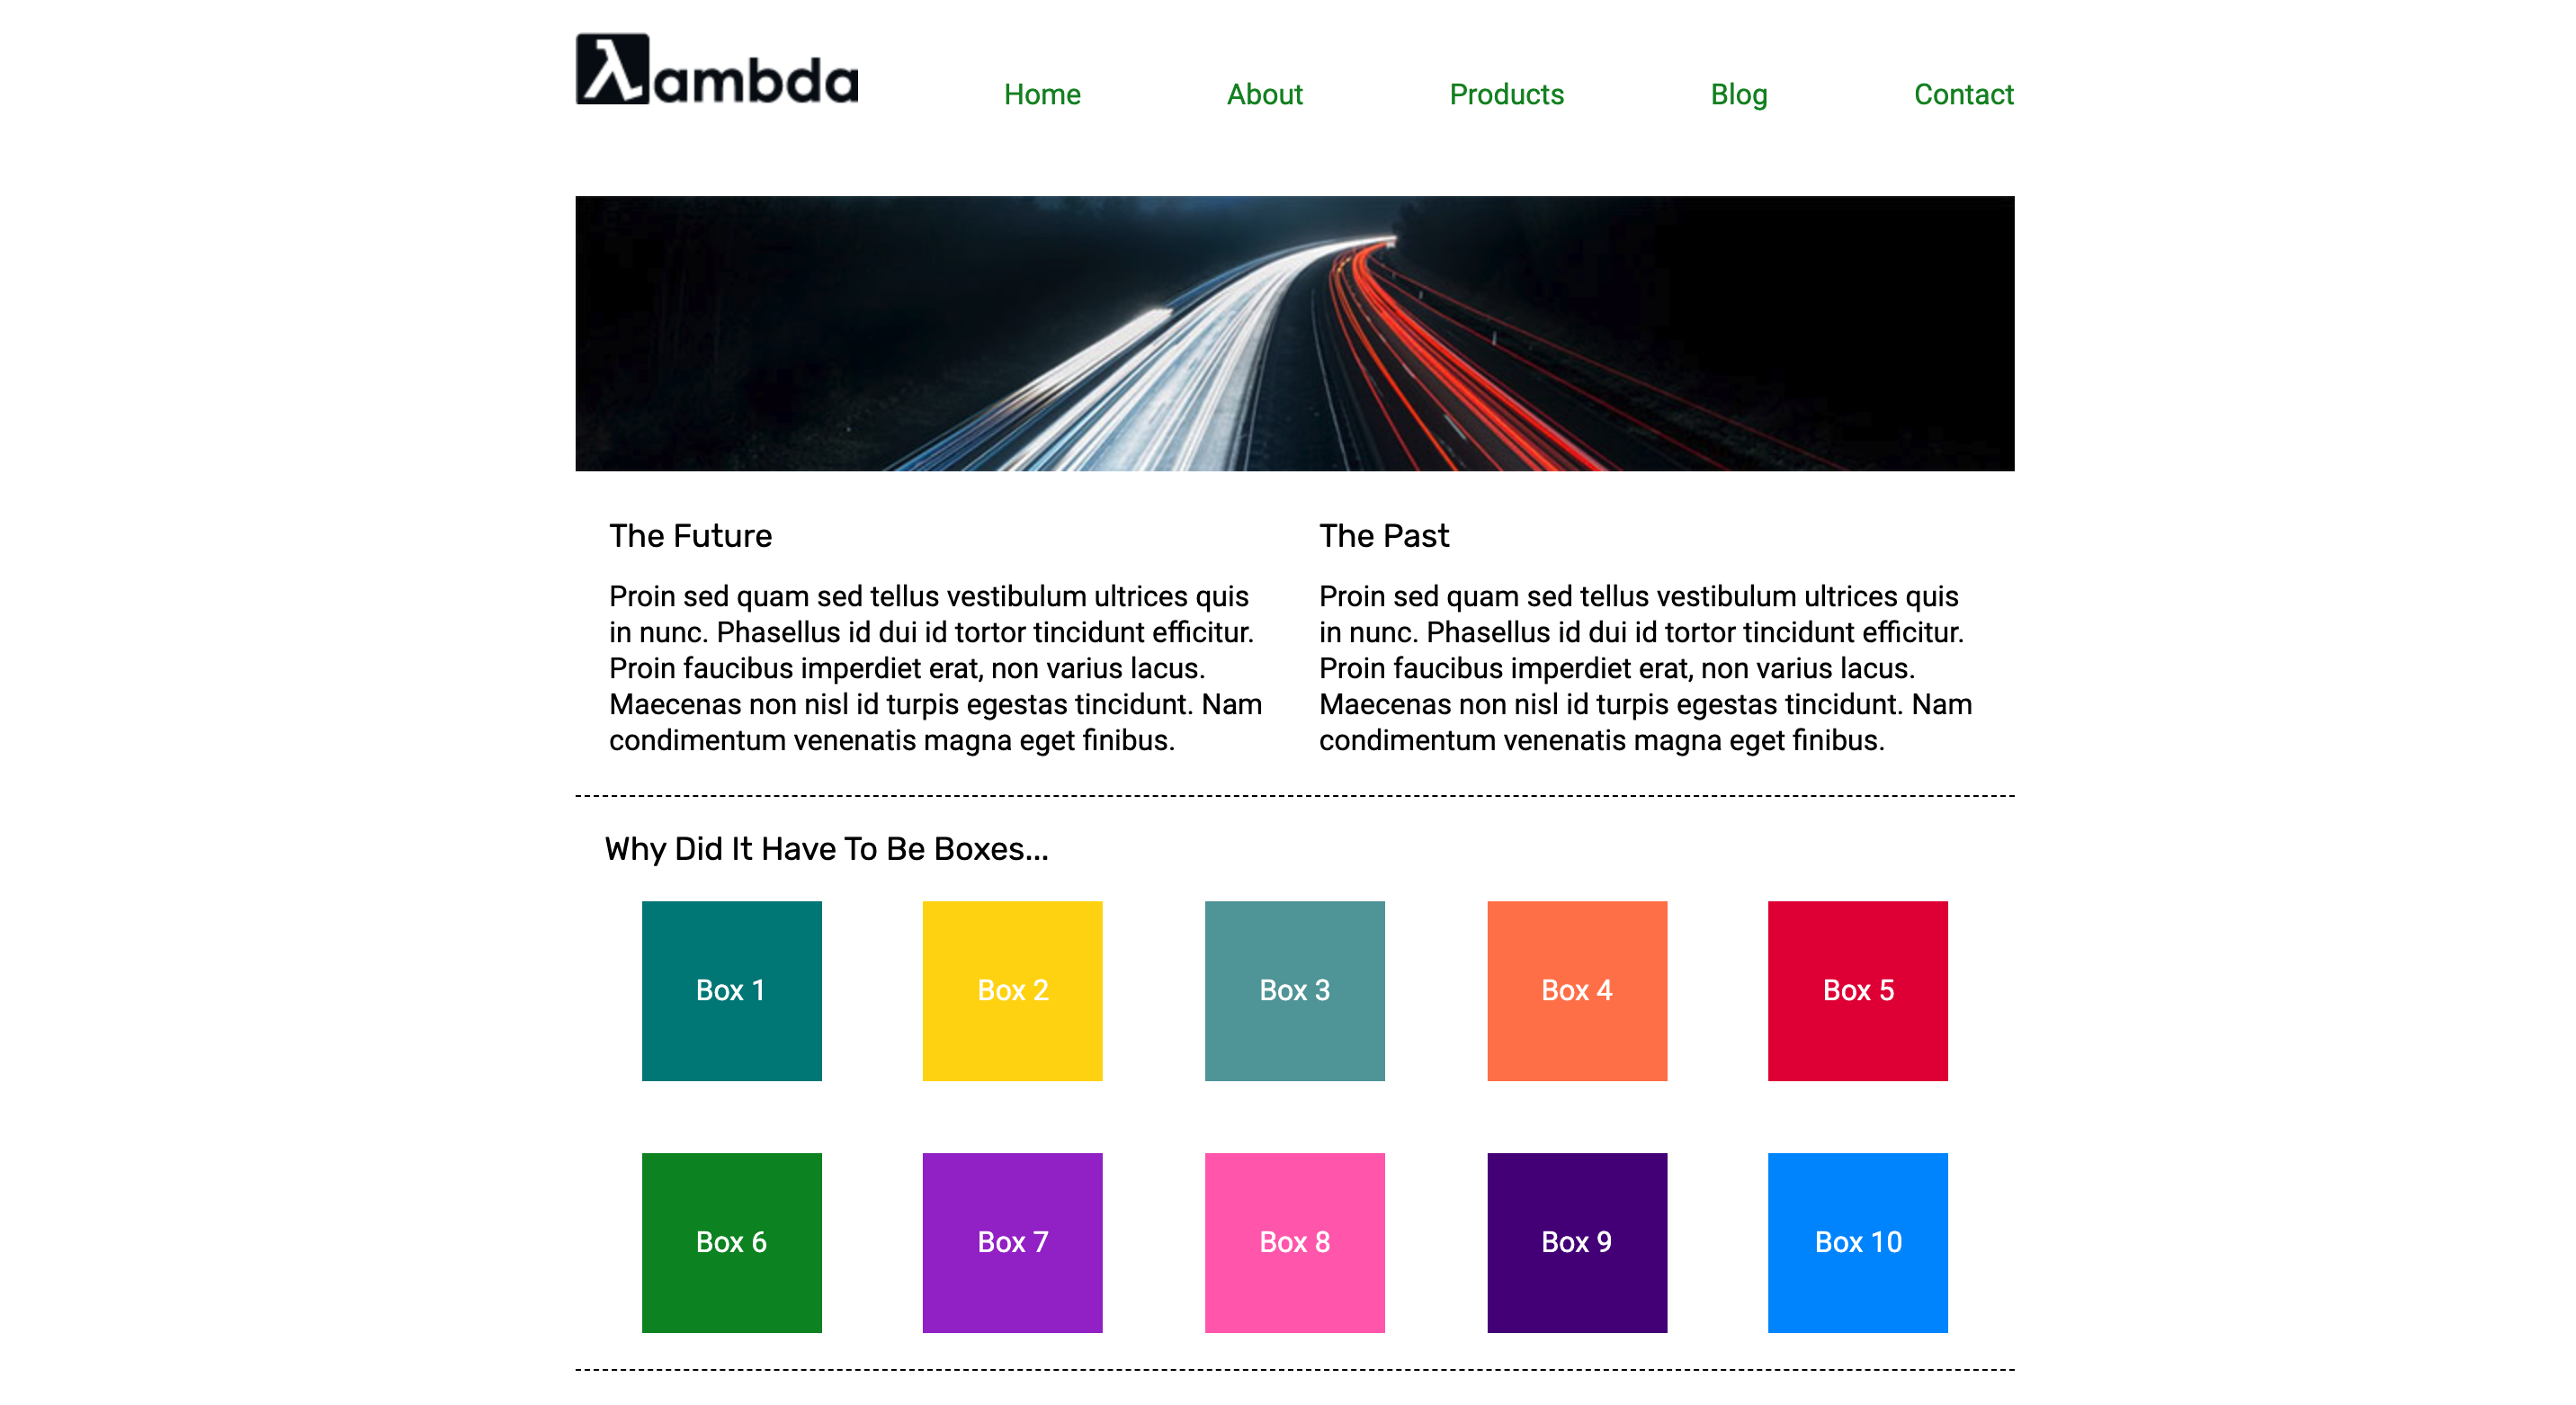 λambda
Home About Products Blog Contact
The Future
Proin sed quam sed tellus vestibulum ultrices quis
in nunc. Phasellus id dui id tortor tincidunt efficitur.
Proin faucibus imperdiet erat, non varius lacus.
Maecenas non nisl id turpis egestas tincidunt. Nam
condimentum venenatis magna eget finibus.
The Past
Proin sed quam sed tellus vestibulum ultrices quis
in nunc. Phasellus id dui id tortor tincidunt efficitur.
Proin faucibus imperdiet erat, non varius lacus.
Maecenas non nisl id turpis egestas tincidunt. Nam
condimentum venenatis magna eget finibus.
Why Did It Have To Be Boxes...
Box 1 Box 2 Box 3 Box 4 Box 5
Box 6 Box 7 Box 8 Box 9 Box 10